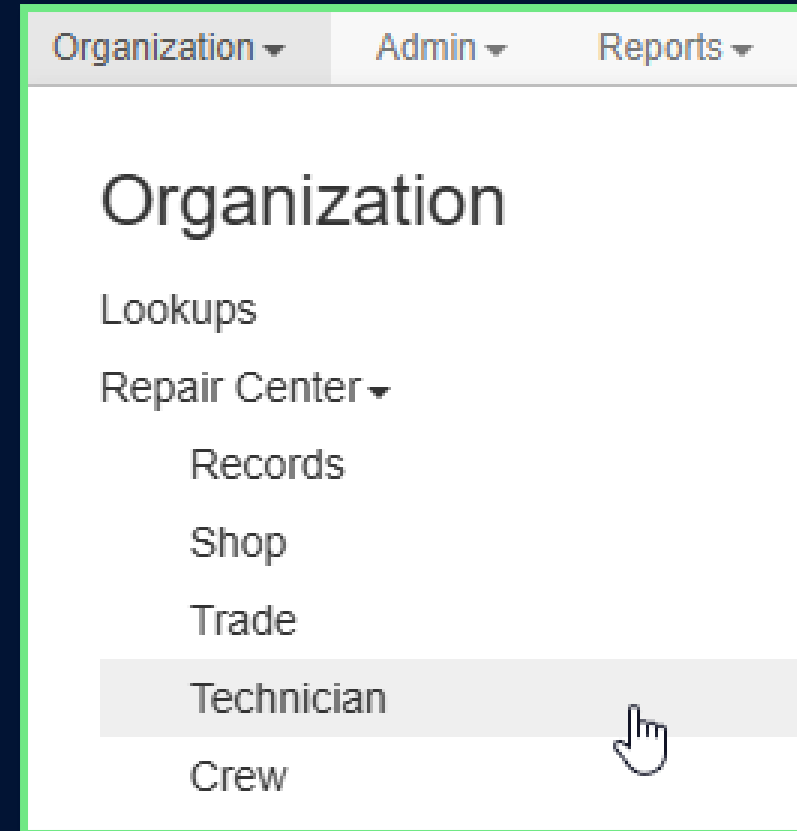 Organization Admin Reports
Organization
Lookups
Repair Center
Records
Shop
Trade
Technician
Crew